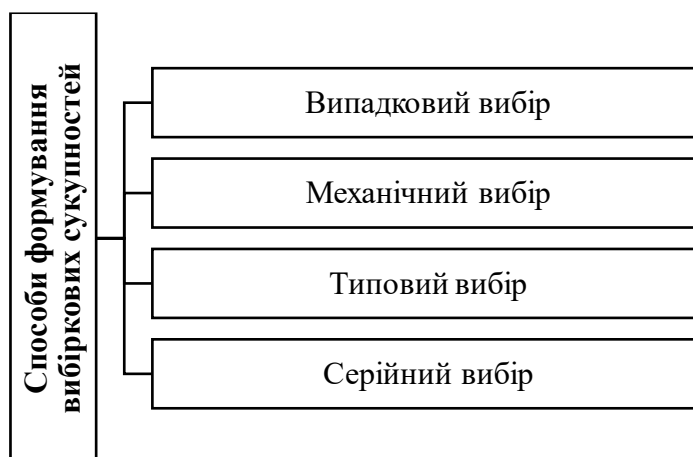 Способи формування
вибіркових сукупностей
Випадковий вибір
Механічний вибір
Типовий вибір
Серійний вибір